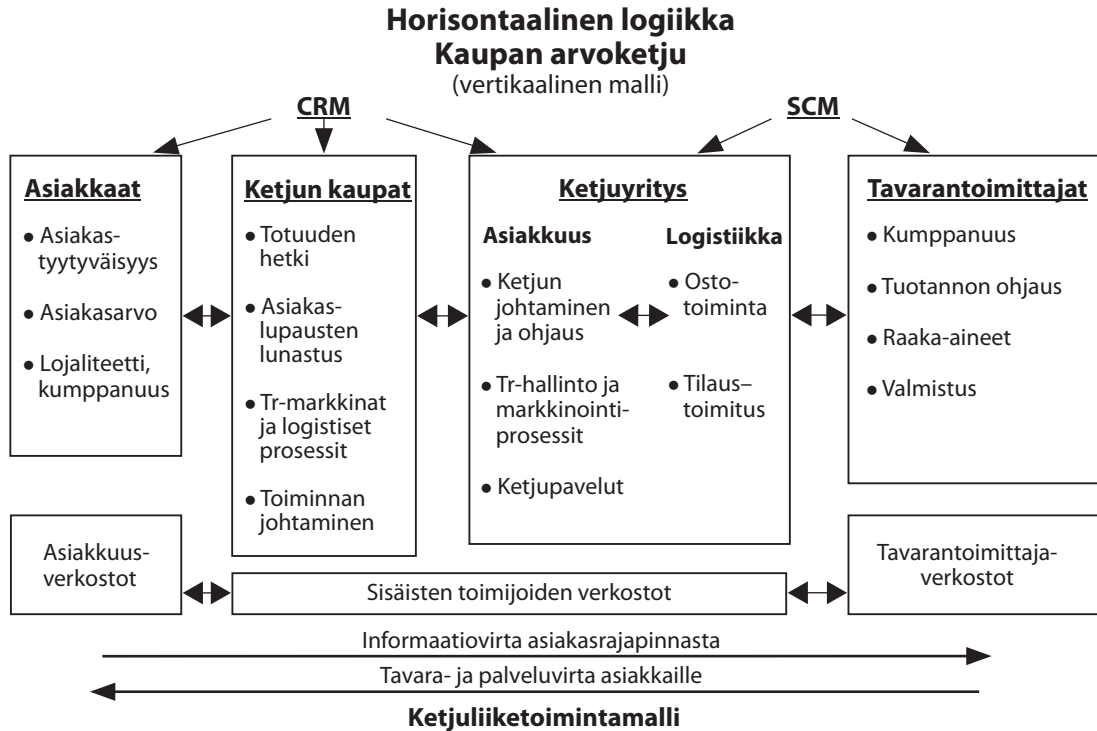 Horisontaalinen logiikka
Kaupan arvoketju
(vertikaalinen malli)
CRM
SCM
Asiakkaat
• Asiakas-
tyytyväisyys
• Asiakasarvo
• Lojaliteetti,
kumppanuus
Ketjun kaupat
• Totuuden
hetki
• Asiakas-
lupausten
lunastus
• Tr-markkinat
ja logistiset
prosessit
• Toiminnan
johtaminen
Ketjuyritys
Asiakkuus
• Ketjun
johtaminen
ja ohjaus
• Tr-hallinto ja
markkinointi-
prosessit
• Ketjupavelut
Logistiikka
• Osto-
toiminta
• Tilaus–
toimitus
Tavarantoimittajat
• Kumppanuus
• Tuotannon ohjaus
• Raaka-aineet
• Valmistus
Asiakkuus-
verkostot
Sisäisten toimijoiden verkostot
Tavarantoimittaja-
verkostot
Informaatiovirta asiakasrajapinnasta
Tavara- ja palveluvirta asiakkaille
Ketjuliiketoimintamalli